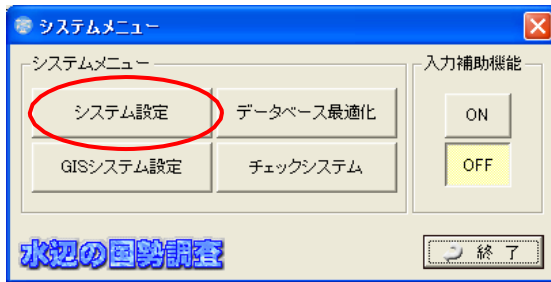 システムメニュー
システムメニュー
入力補助機能
システム設定
データベース最適化
ON
GISシステム設定
チェックシステム
OFF
水辺の国勢調査
終 了